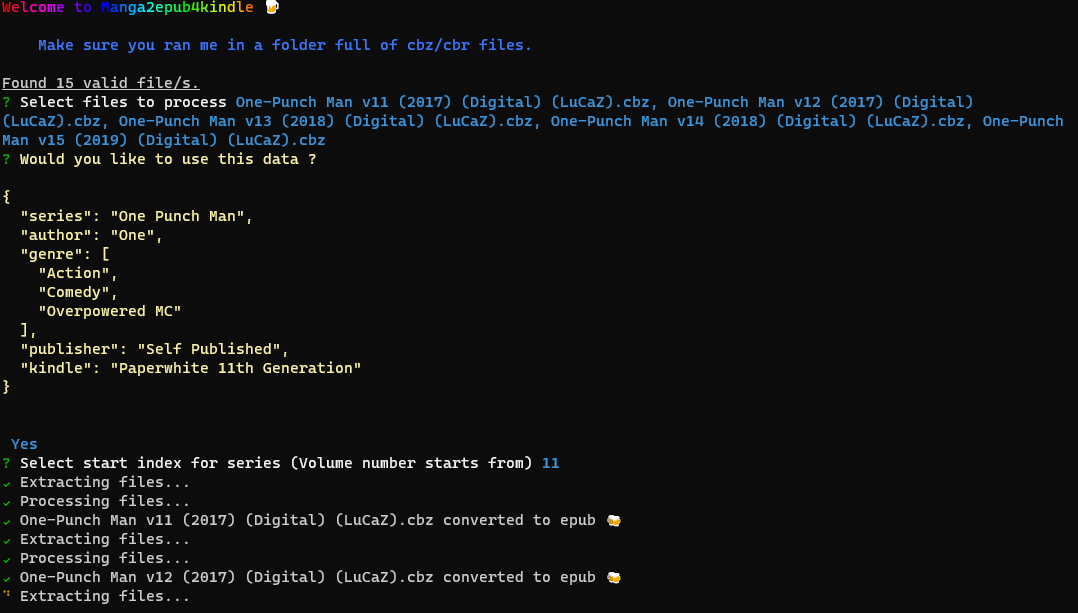 Welcome to Manga2epub4kindle 🍺
Make sure you ran me in a folder full of cbz/cbr files.
Found 15 valid file/s.
? Select files to process One-Punch Man v11 (2017) (Digital) (LuCaZ).cbz, One-Punch Man v12 (2017) (Digital)
(LuCaZ).cbz, One-Punch Man v13 (2018) (Digital) (LuCaZ).cbz, One-Punch Man v14 (2018) (Digital) (LuCaZ).cbz, One-Punch
Man v15 (2019) (Digital) (LuCaZ).cbz
? Would you like to use this data ?
{
  "series": "One Punch Man",
  "author": "One",
  "genre": [
    "Action",
    "Comedy",
    "Overpowered MC"
  ],
  "publisher": "Self Published",
  "kindle": "Paperwhite 11th Generation"
}
Yes
? Select start index for series (Volume number starts from) 11
✓ Extracting files...
✓ Processing files...
✓ One-Punch Man v11 (2017) (Digital) (LuCaZ).cbz converted to epub 🍻
✓ Extracting files...
✓ Processing files...
✓ One-Punch Man v12 (2017) (Digital) (LuCaZ).cbz converted to epub 🍻
Extracting files...